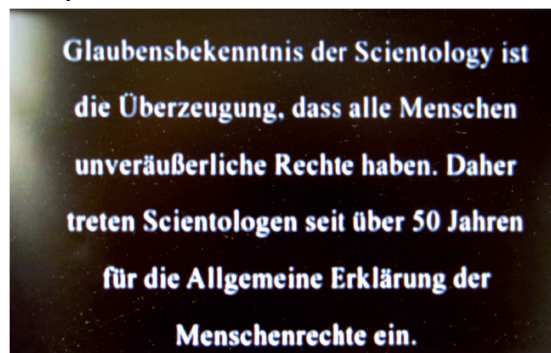 Glaubensbekenntnis der Scientology ist
die Überzeugung, dass alle Menschen
unveräußerliche Rechte haben. Daher
treten Scientologen seit über 50 Jahren
für die Allgemeine Erklärung der
Menschenrechte ein.